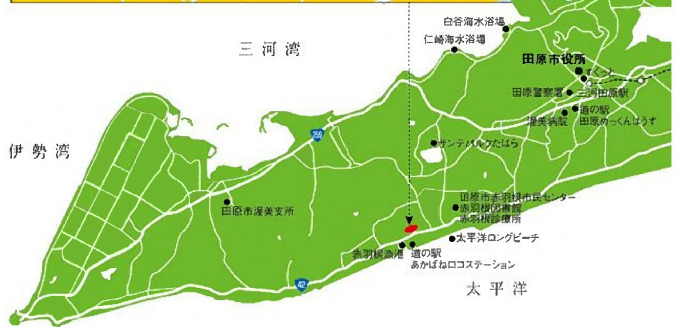 白谷海水浴場
仁崎海水浴場
三河湾
田原市役所
すくっと
田原警察署
三河田原駅
道の駅
田原めっくんはうす
渥美病院
259
伊勢湾
サンテパルクたはら
田原市渥美支所
田原市赤羽根市民センター
赤羽根図書館
赤羽根診療所
太平洋ロングビーチ
赤羽根漁港
道の駅
あかばねロコステーション
42
太平洋